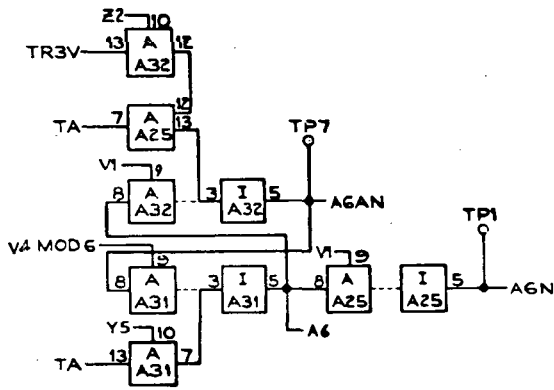 Z2 10
TR3V 13 A 12
A32
12
TA 7 A 13
A25
TP7
V1 9
8 A 3 I 5 A6AN
A32 A32
TP1
V4 MOD6 9 V1 9
8 A 3 I 5 8 A I 5 A6N
A31 A31 A25 A25
Y5 10 A6
TA 13 A 7
A31